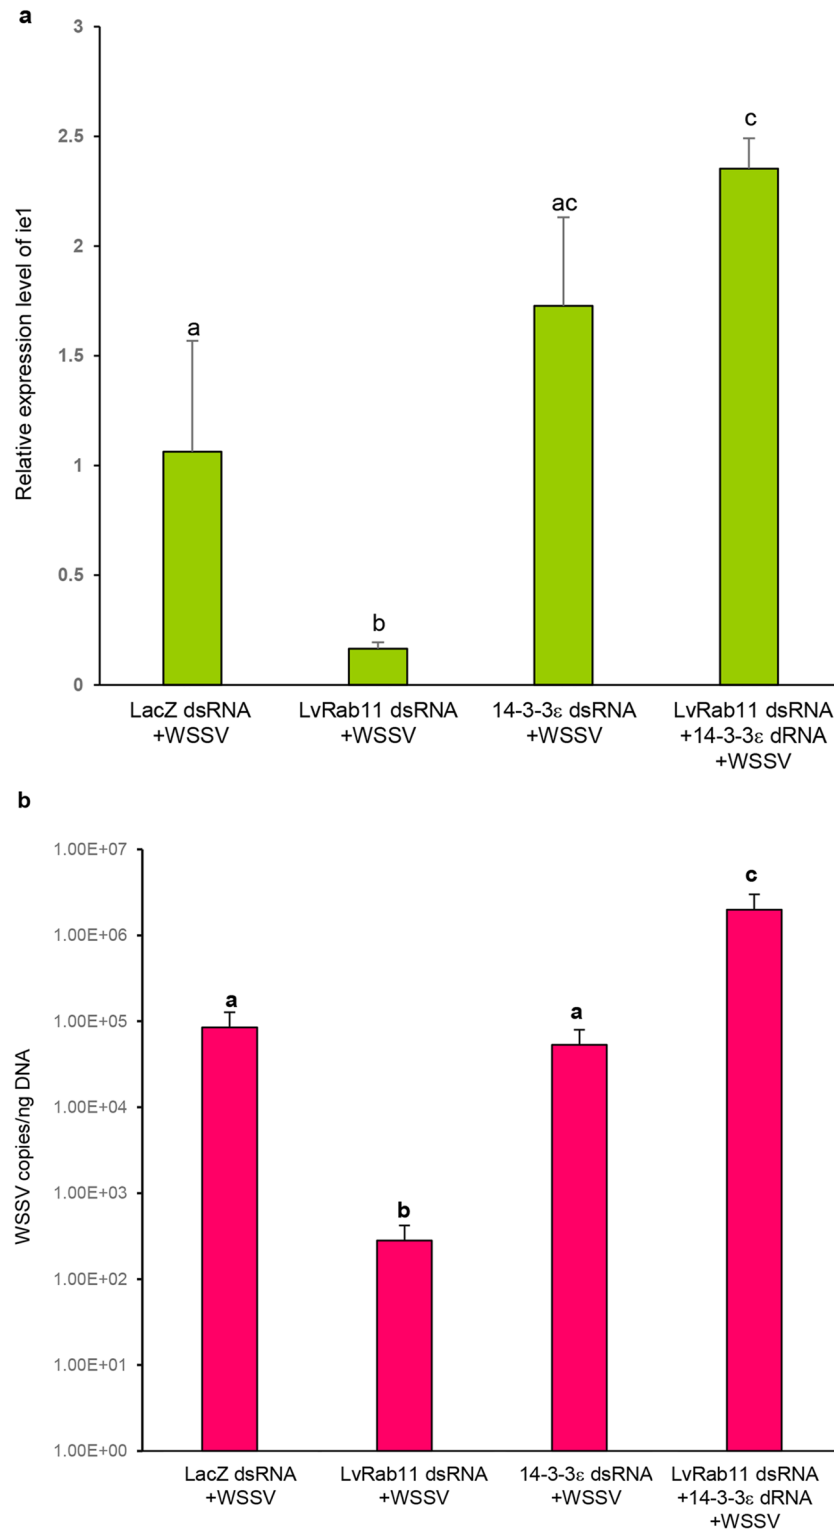 a
3
2.5
2
1.5
1
0.5
0
Relative expression level of ie1
a
b
ac
c
LacZ dsRNA
+WSSV
LvRab11 dsRNA
+WSSV
14-3-3ε dsRNA
+WSSV
LvRab11 dsRNA
+14-3-3ε dRNA
+WSSV
b
1.00E+07
1.00E+06
1.00E+05
1.00E+04
1.00E+03
1.00E+02
1.00E+01
1.00E+00
WSSV copies/ng DNA
a
b
a
c
LacZ dsRNA
+WSSV
LvRab11 dsRNA
+WSSV
14-3-3ε dsRNA
+WSSV
LvRab11 dsRNA
+14-3-3ε dRNA
+WSSV